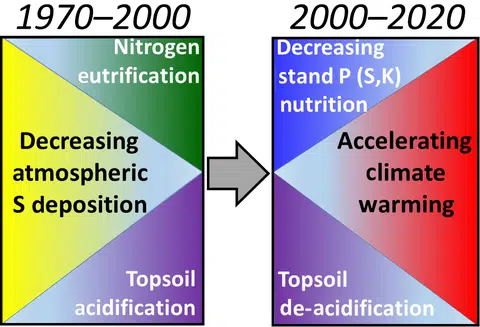 1970–2000
Nitrogen
eutrification
Decreasing
atmospheric
S deposition
Topsoil
acidification
2000–2020
Decreasing
stand P (S,K)
nutrition
Accelerating
climate
warming
Topsoil
de-acidification